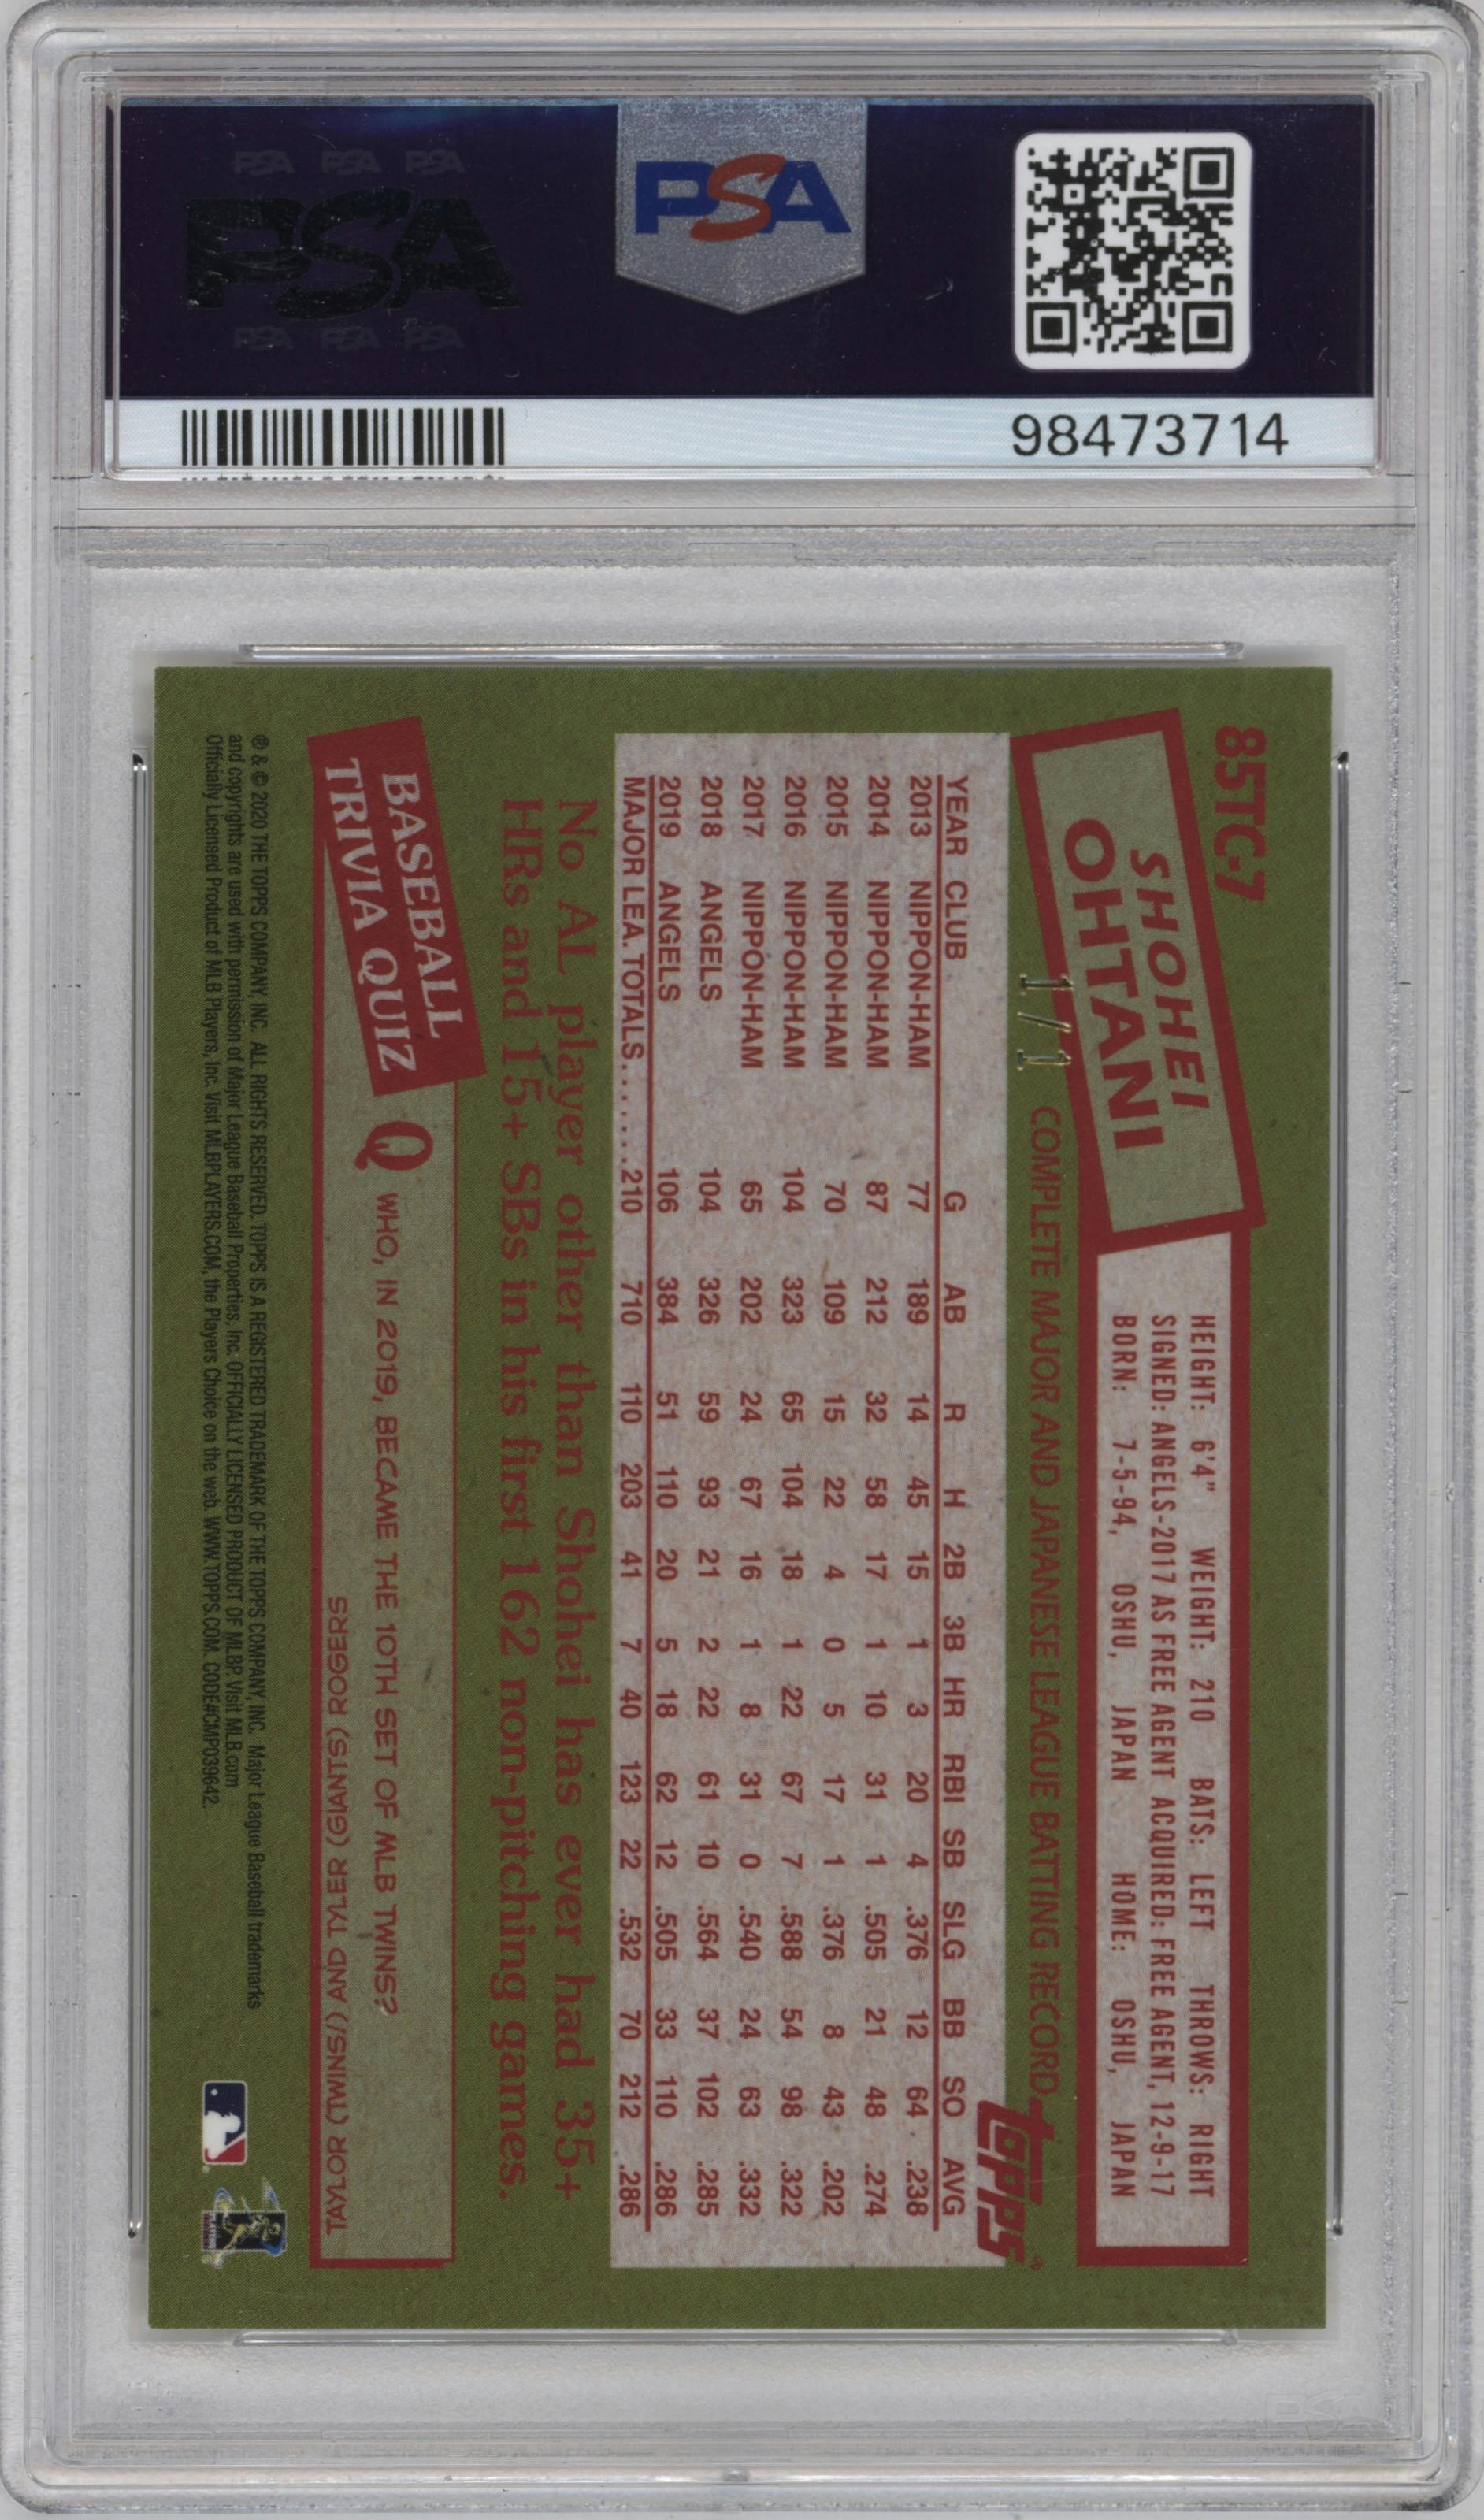 PSA PSA PSA
PSA
PSA PSA PSA
PSA
98473714
85TC-7
SHOHEI
OHTANI
HEIGHT: 6'4" WEIGHT: 210 BATS: LEFT THROWS: RIGHT
SIGNED: ANGELS-2017 AS FREE AGENT ACQUIRED: FREE AGENT, 12-9-17
BORN: 7-5-94, OSHU, JAPAN HOME: OSHU, JAPAN
1/1
COMPLETE MAJOR AND JAPANESE LEAGUE BATTING RECORD
topps®
YEAR CLUB G AB R H 2B 3B HR RBI SB SLG BB SO AVG
2013 NIPPON-HAM 77 189 14 45 15 1 3 20 4 .376 12 64 .238
2014 NIPPON-HAM 87 212 32 58 17 1 10 31 1 .505 21 48 .274
2015 NIPPON-HAM 70 109 15 22 4 0 5 17 1 .376 8 43 .202
2016 NIPPON-HAM 104 323 65 104 18 1 22 67 7 .588 54 98 .322
2017 NIPPON-HAM 65 202 24 67 16 1 8 31 0 .540 24 63 .332
2018 ANGELS 104 326 59 93 21 2 22 61 10 .564 37 102 .285
2019 ANGELS 106 384 51 110 20 5 18 62 12 .505 33 110 .286
MAJOR LEA. TOTALS......210 710 110 203 41 7 40 123 22 .532 70 212 .286
No AL player other than Shohei has ever had 35+
HRs and 15+ SBs in his first 162 non-pitching games.
BASEBALL
TRIVIA QUIZ
Q WHO, IN 2019, BECAME THE 10TH SET OF MLB TWINS?
TAYLOR (TWINS) AND TYLER (GIANTS) ROGERS
® & © 2020 THE TOPPS COMPANY, INC. ALL RIGHTS RESERVED. TOPPS IS A REGISTERED TRADEMARK OF THE TOPPS COMPANY, INC. Major League Baseball trademarks
and copyrights are used with permission of Major League Baseball Properties, Inc. OFFICIALLY LICENSED PRODUCT OF MLBP. Visit MLB.com
Officially Licensed Product of MLB Players, Inc. Visit MLBPLAYERS.COM, the Players Choice on the web. WWW.TOPPS.COM. CODE#CMP039642.